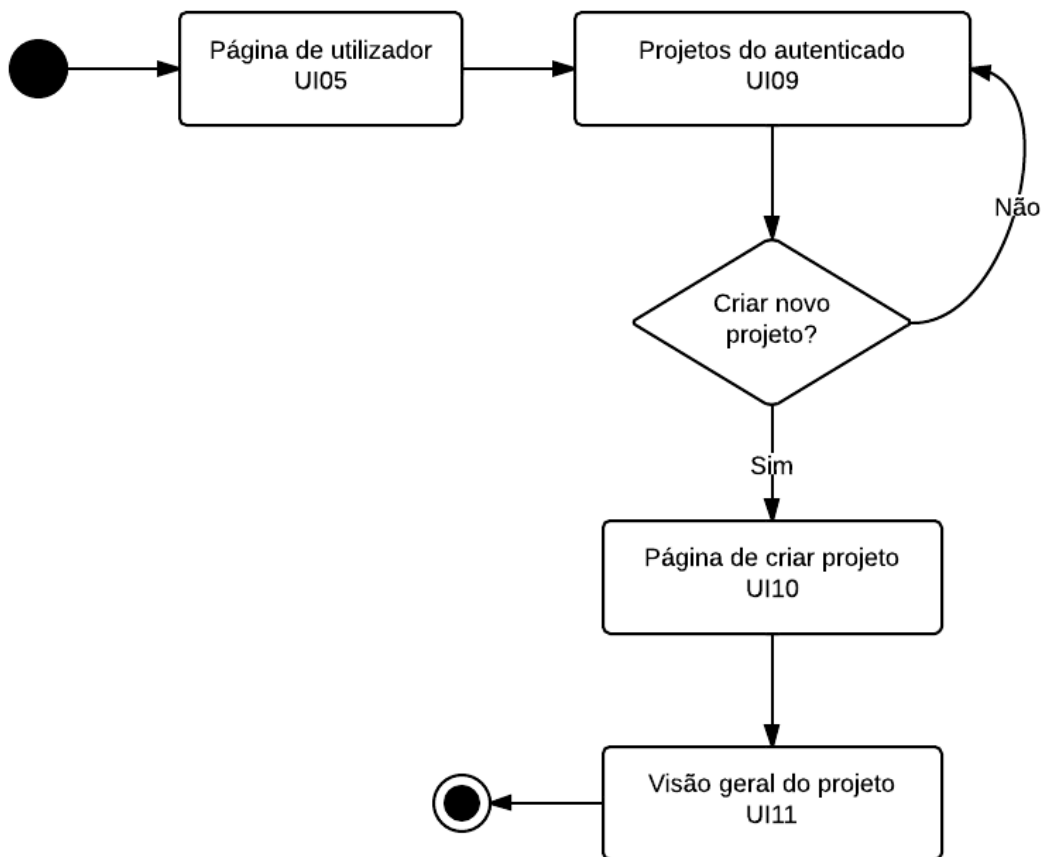 Página de utilizador
UI05
Projetos do autenticado
UI09
Não
Criar novo
projeto?
Sim
Página de criar projeto
UI10
Visão geral do projeto
UI11